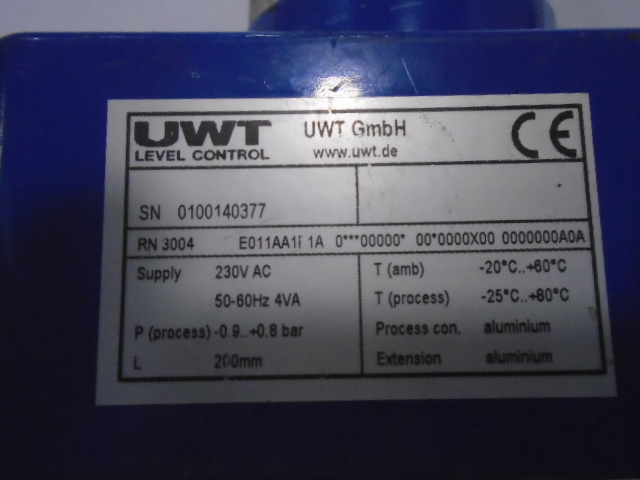 UWT UWT GmbH
LEVEL CONTROL www.uwt.de
SN 0100140377
RN 3004 0***00000* 00*0000X00 0000000A0A
Supply 230V AC T (amb) -20°C..+60°C
50-60Hz 4VA T (process) -25°C..+80°C
P (process) -0.9..+0.8 bar Process con. aluminium
L 200mm Extension aluminium
CE